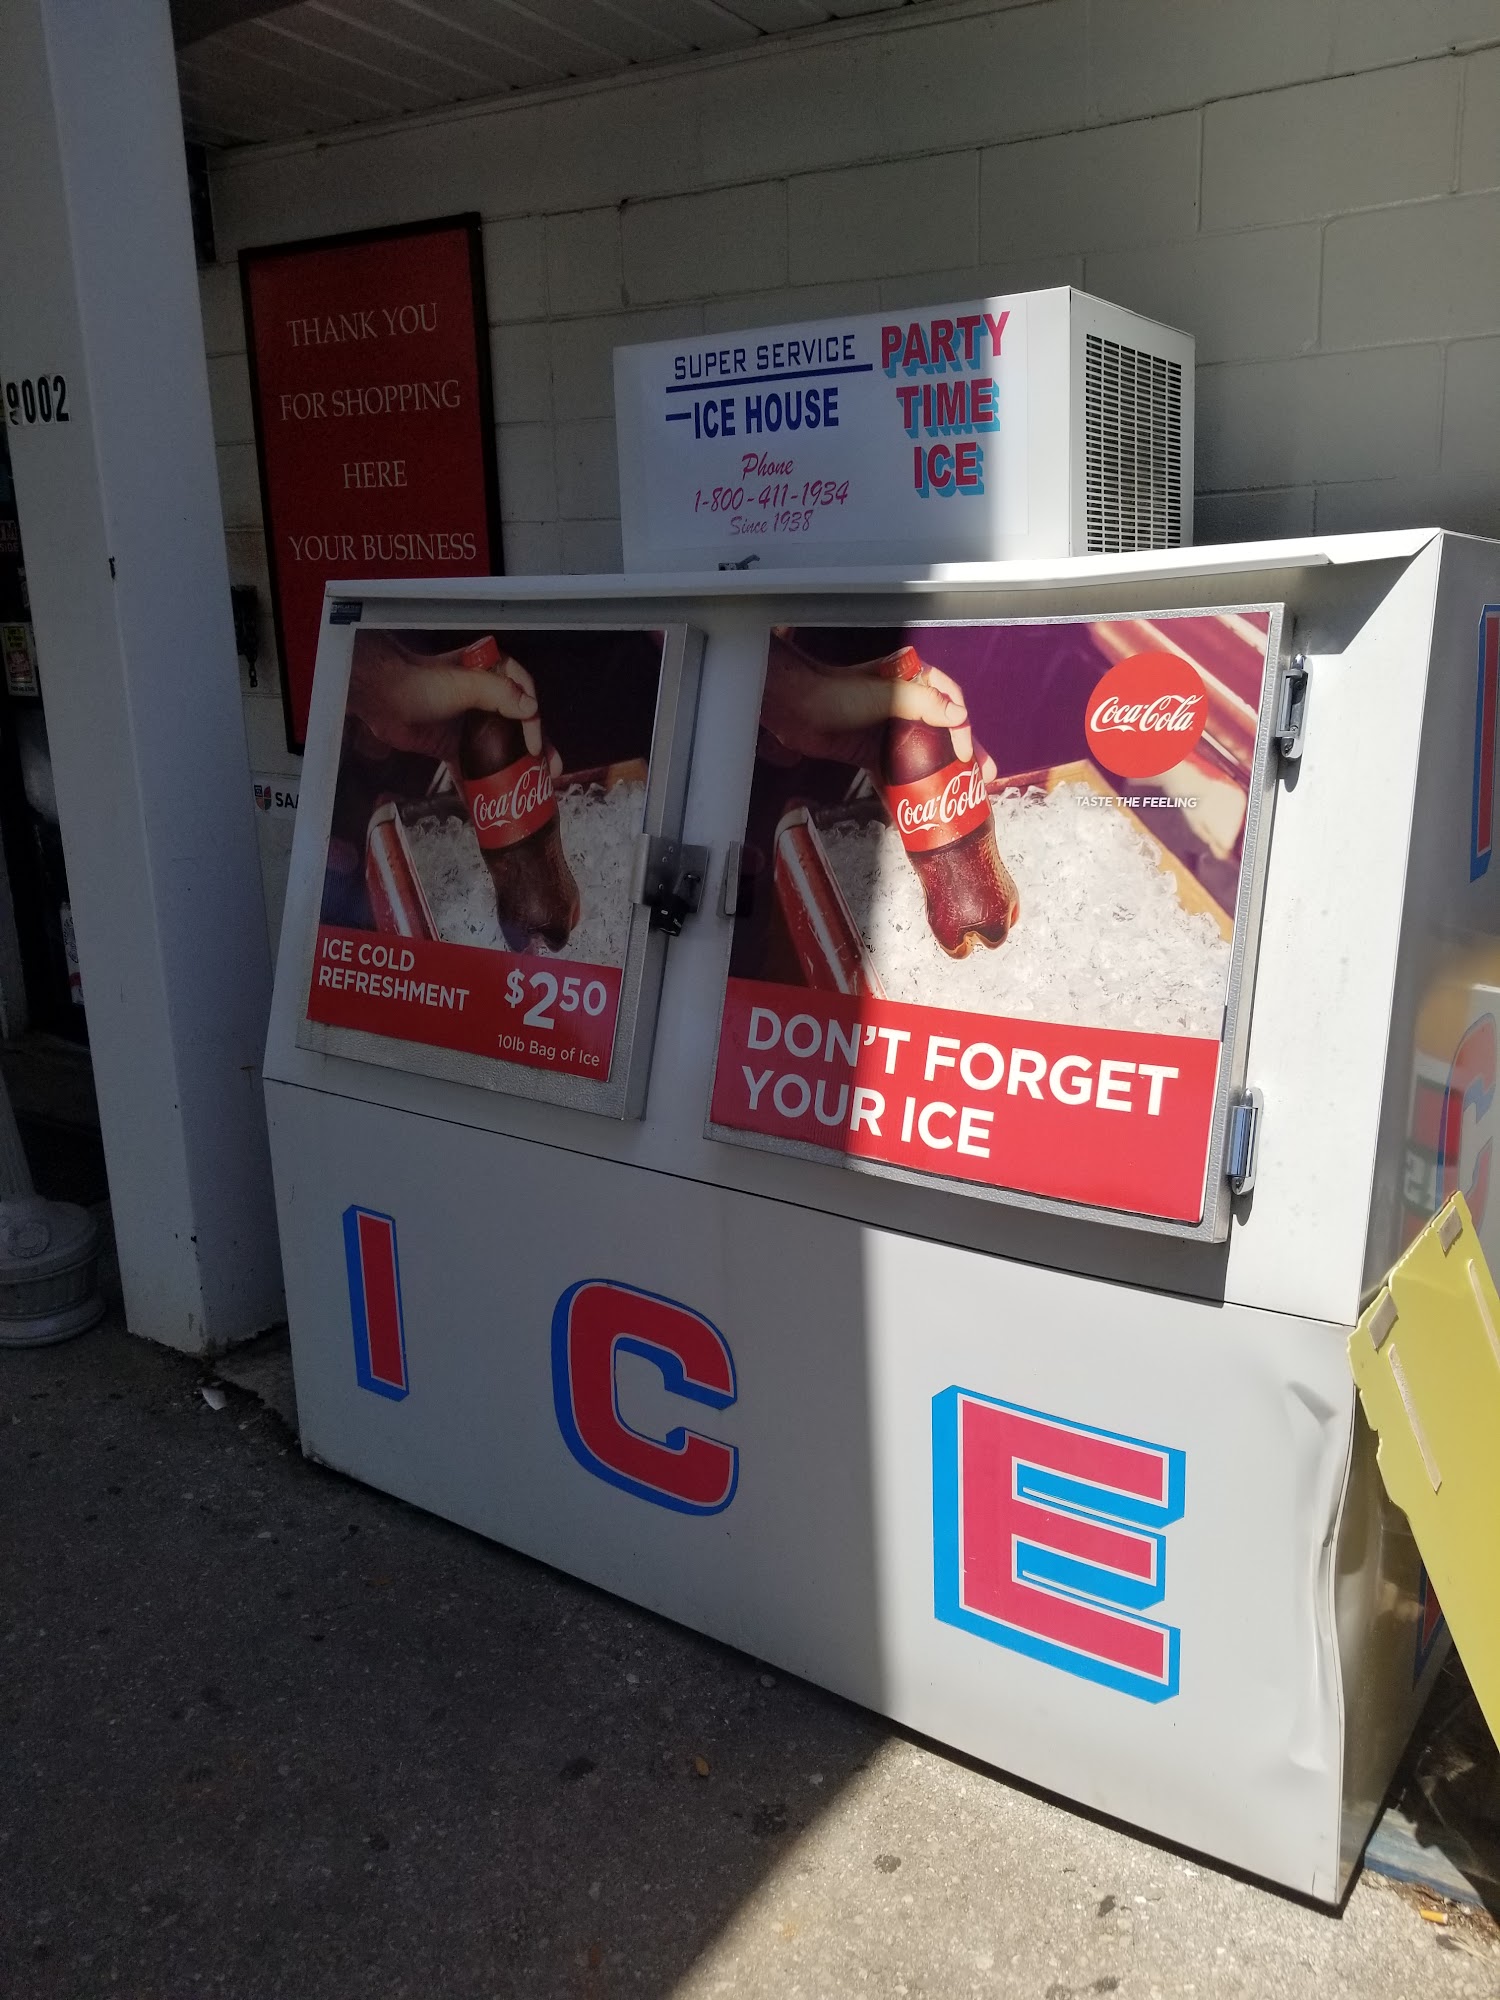 9002
THANK YOU
FOR SHOPPING
HERE
YOUR BUSINESS
SUPER SERVICE
ICE HOUSE
Phone
1-800-411-1934
Since 1938
PARTY
TIME
ICE
Coca-Cola
ICE COLD
REFRESHMENT
$2.50
10lb Bag of Ice
Coca-Cola
Coca-Cola
TASTE THE FEELING
DON'T FORGET
YOUR ICE
ICE